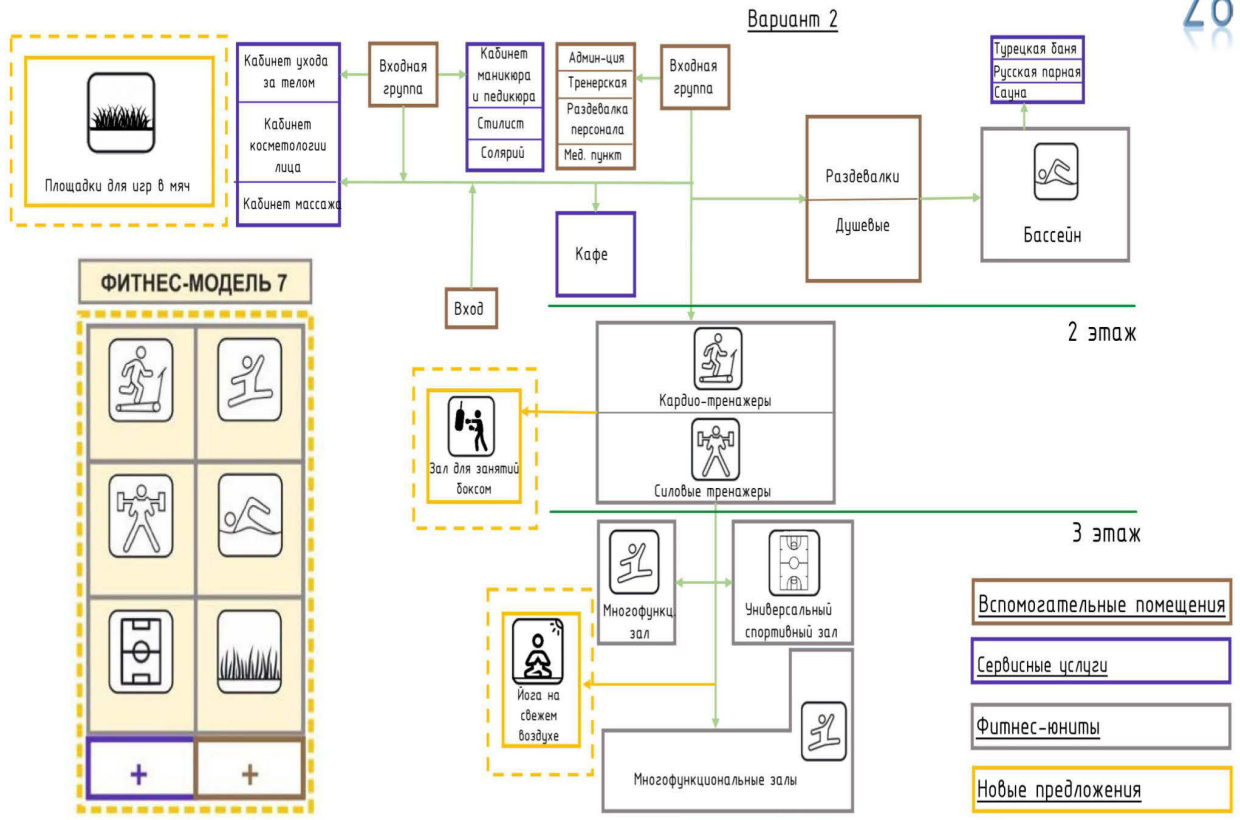 Вариант 2
28
Площадки для игр в мяч
Кабинет ухода
за телом
Кабинет
косметологии
лица
Кабинет массажа
Входная
группа
Кабинет
маникюра
и педикюра
Стилист
Солярий
Админ-ция
Тренерская
Раздевалка
персонала
Мед. пункт
Входная
группа
Турецкая баня
Русская парная
Сауна
Раздевалки
Душевые
Бассейн
Кафе
Вход
ФИТНЕС-МОДЕЛЬ 7
+
+
2 этаж
Кардио-тренажеры
Силовые тренажеры
Зал для занятий
боксом
3 этаж
Многофункц.
зал
Универсальный
спортивный зал
Йога на
свежем
воздухе
Многофункциональные залы
Вспомогательные помещения
Сервисные услуги
Фитнес-юниты
Новые предложения